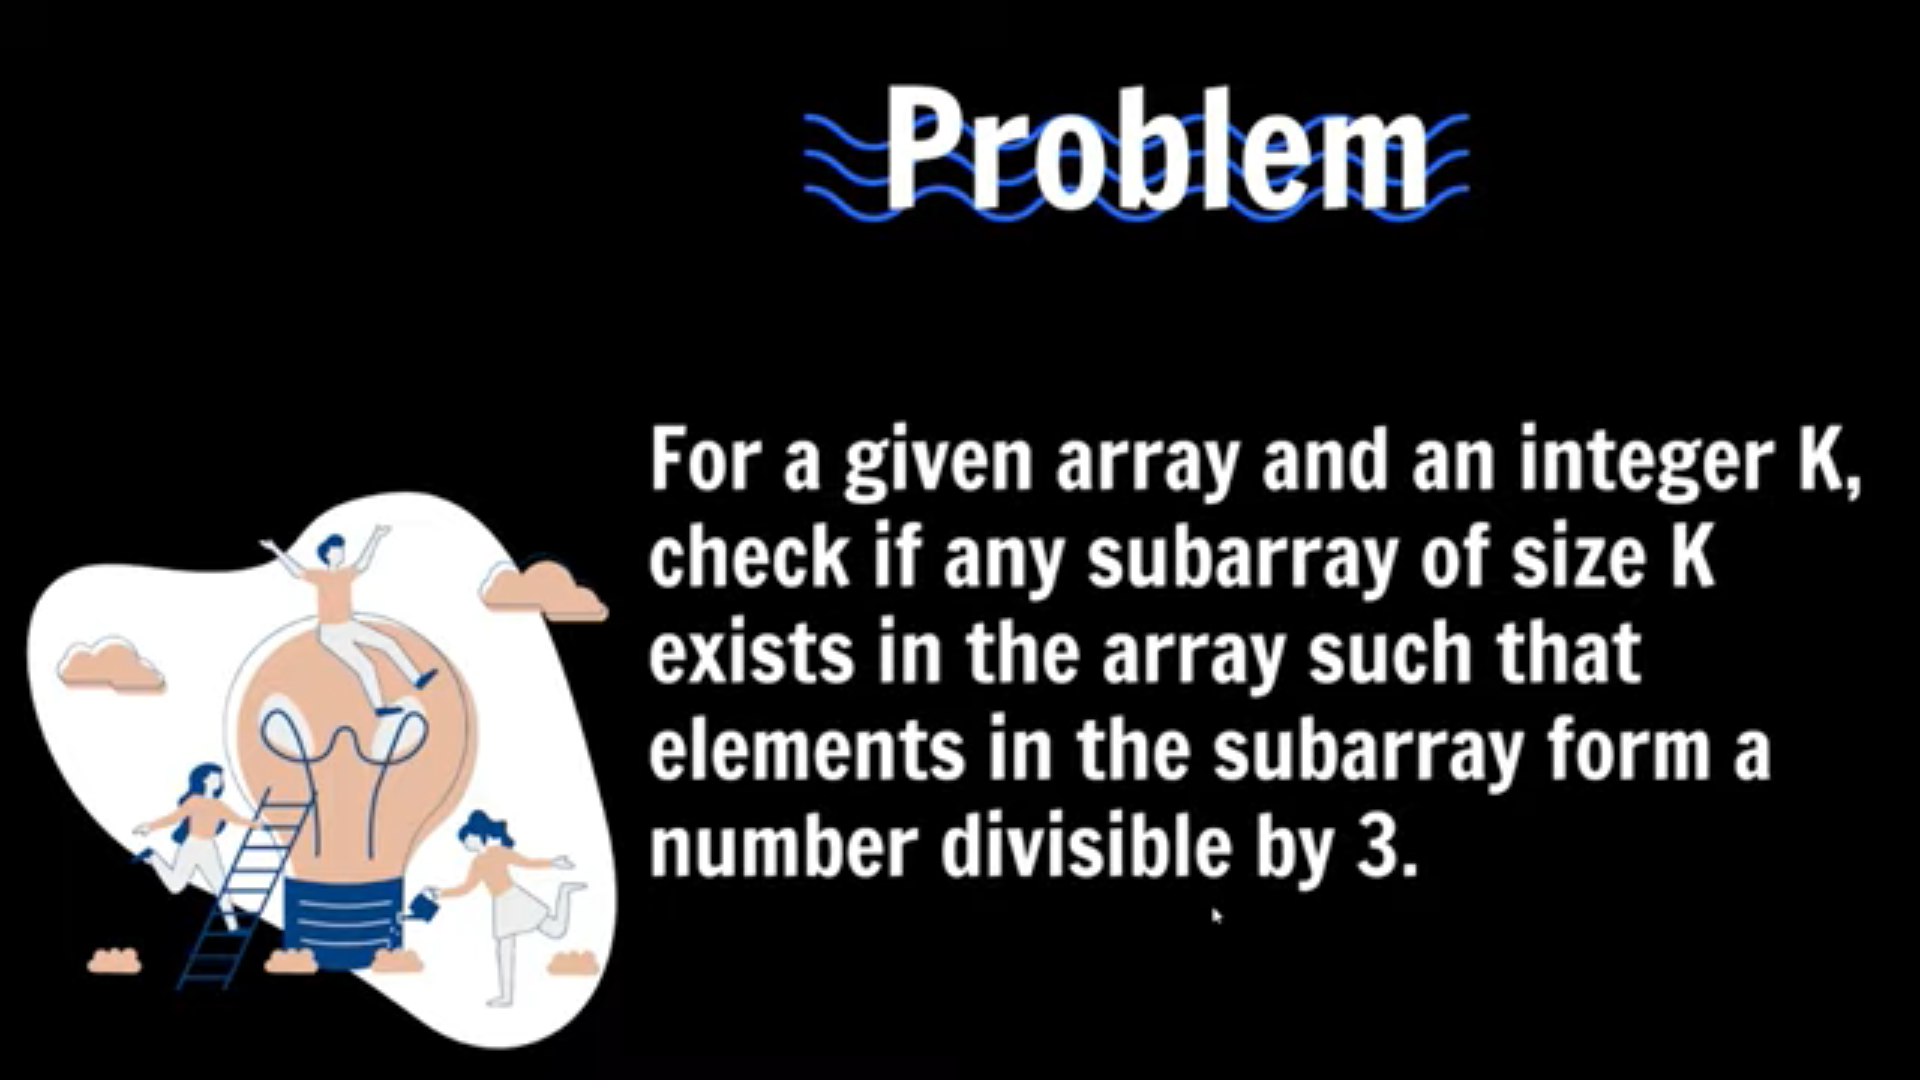 Problem
For a given array and an integer K,
check if any subarray of size K
exists in the array such that
elements in the subarray form a
number divisible by 3.